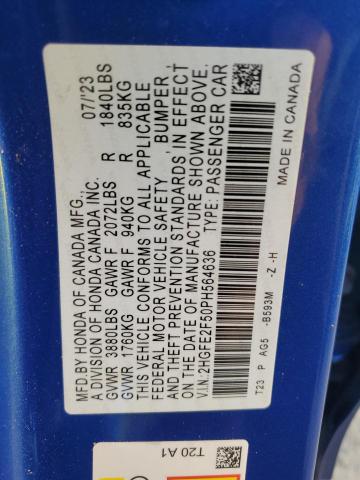 MFD.BY HONDA OF CANADA MFG., 07/'23
A DIVISION OF HONDA CANADA INC.
GVWR 3880LBS GAWR F 2072LBS R 1840LBS
GVWR 1760KG GAWR F 940KG R 835KG
THIS VEHICLE CONFORMS TO ALL APPLICABLE
FEDERAL MOTOR VEHICLE SAFETY, BUMPER,
AND THEFT PREVENTION STANDARDS IN EFFECT
ON THE DATE OF MANUFACTURE SHOWN ABOVE.
V.I.N.:2HGFE2F50PH564636 TYPE:PASSENGER CAR
MADE IN CANADA
T23 P AG5 -B593M -Z -H
T20 A1